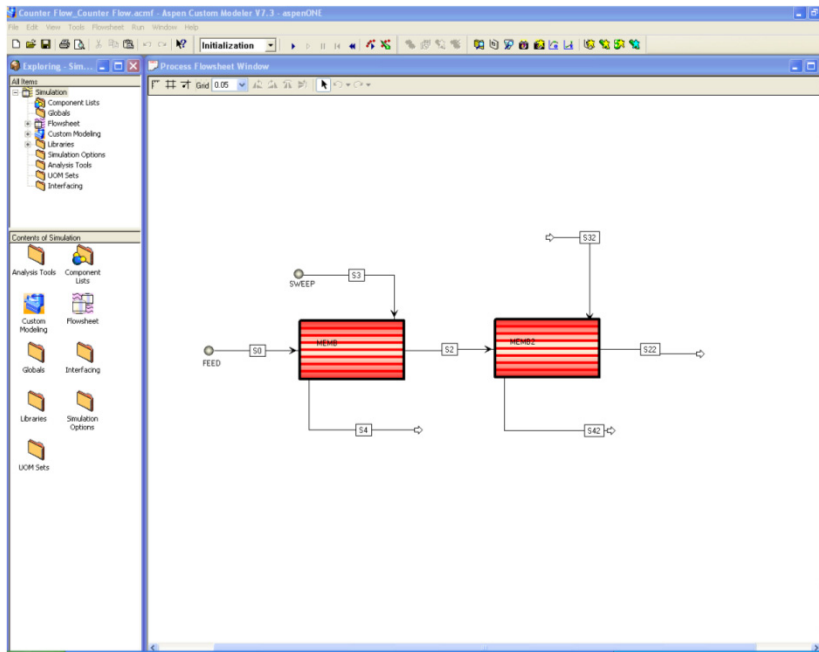 Counter Flow_Counter Flow.acmf - Aspen Custom Modeler V7.3 - aspenONE
File Edit View Tools Flowsheet Run Window Help
Initialization
Exploring - Sim...
Process Flowsheet Window
All Items
Grid 0.05
Simulation
Component Lists
Globals
Flowsheet
Custom Modeling
Libraries
Simulation Options
Analysis Tools
UOM Sets
Interfacing
Contents of Simulation
Analysis Tools
Component Lists
Custom Modeling
Flowsheet
Globals
Interfacing
Libraries
Simulation Options
UOM Sets
S32
S3
SWEEP
MEMB
MEMB2
S0
S2
S22
FEED
S4
S42